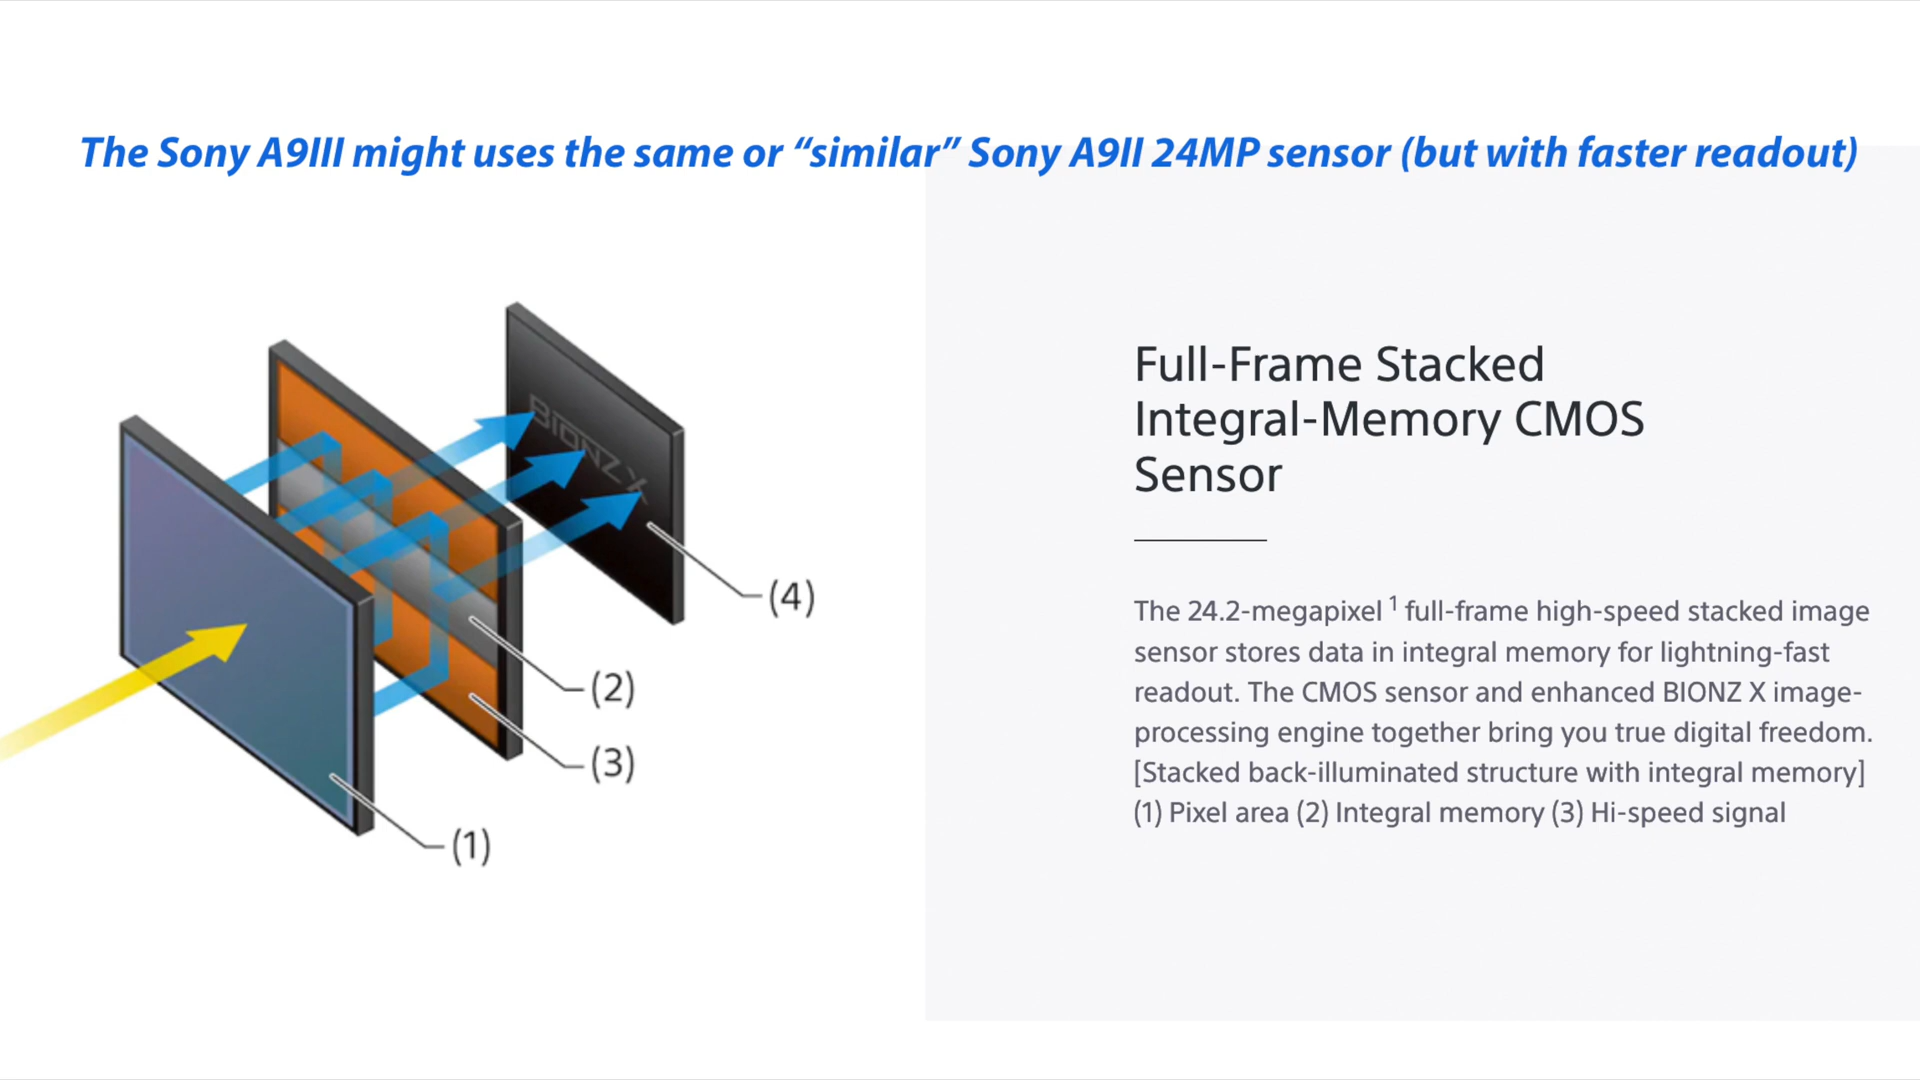 The Sony A9III might uses the same or “similar” Sony A9II 24MP sensor (but with faster readout)
BIONZ X
(4)
(2)
(3)
(1)
Full-Frame Stacked
Integral-Memory CMOS
Sensor
The 24.2-megapixel 1 full-frame high-speed stacked image
sensor stores data in integral memory for lightning-fast
readout. The CMOS sensor and enhanced BIONZ X image-
processing engine together bring you true digital freedom.
[Stacked back-illuminated structure with integral memory]
(1) Pixel area (2) Integral memory (3) Hi-speed signal